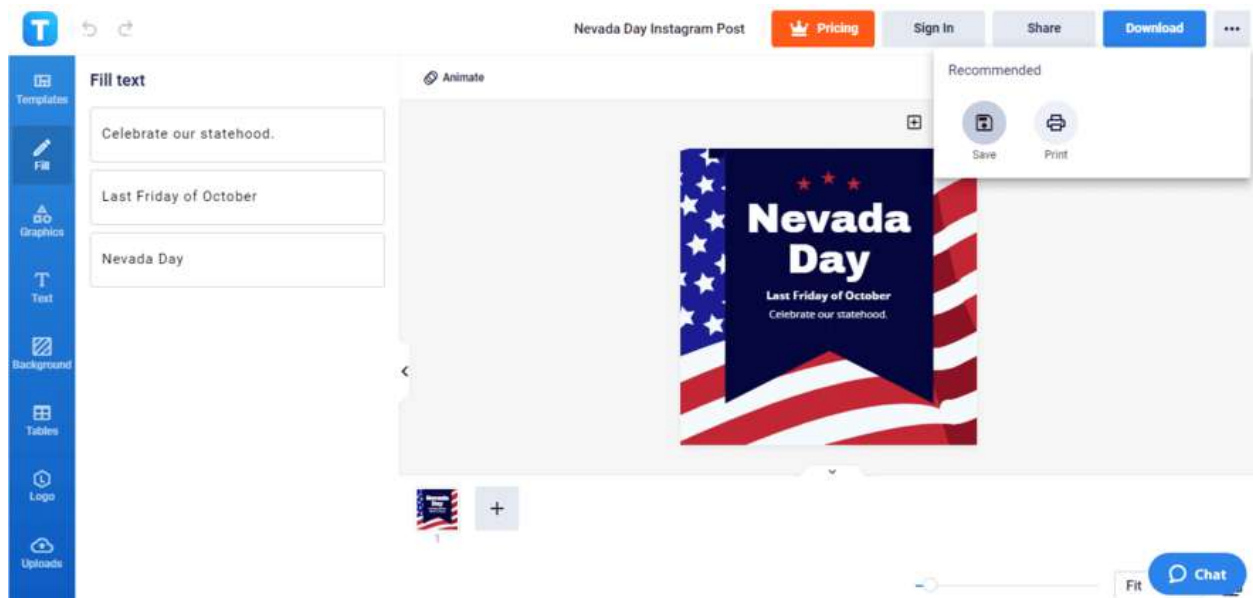 T
Nevada Day Instagram Post
Pricing
Sign In
Share
Download
Templates
Fill
Graphics
Text
Background
Tables
Logo
Uploads
Fill text
Celebrate our statehood.
Last Friday of October
Nevada Day
Animate
Recommended
Save
Print
Nevada
Day
Last Friday of October
Celebrate our statehood.
Nevada
Day
1
Fit
Chat